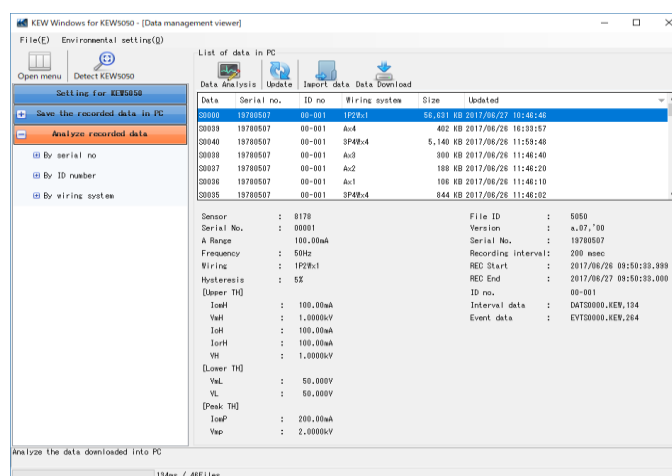 KEW Windows for KEW5050 - [Data management viewer]
File(F) Environmental setting(Q)
Open menu Detect KEW5050
List of data in PC
Data Analysis Update Import data Data Download
Setting for KEW5050
Save the recorded data in PC
Analyze recorded data
By serial no
By ID number
By wiring system
Data Serial no. ID no Wiring system Size Updated
S0000 19780507 00-001 1P2Wx1 56,631 KB 2017/06/27 10:46:46
S0039 19780507 00-001 Ax4 402 KB 2017/06/26 16:33:57
S0040 19780507 00-001 3P4Wx4 5,140 KB 2017/06/26 11:59:48
S0038 19780507 00-001 Ax3 300 KB 2017/06/26 11:46:40
S0037 19780507 00-001 Ax2 188 KB 2017/06/26 11:46:20
S0036 19780507 00-001 Ax1 106 KB 2017/06/26 11:46:10
S0035 19780507 00-001 3P4Wx4 844 KB 2017/06/26 11:46:02
Sensor : 8178
Serial No. : 00001
A Range 100.00mA
Frequency : 50Hz
Wiring : 1P2Wx1
Hysteresis : 5%
[Upper TH]
IomH : 100.00mA
VmH : 1.0000kV
IoH : 100.00mA
IorH : 100.00mA
VH : 1.0000kV
[Lower TH]
VmL : 50.000V
VL : 50.000V
[Peak TH]
IomP : 200.00mA
Vmp : 2.0000kV
File ID : 5050
Version : a.07,'00
Serial No. : 19780507
Recording interval: 200 msec
REC Start : 2017/06/26 09:50:33.999
REC End : 2017/06/27 09:50:33.000
ID no. 00-001
Interval data : DATS0000.KEW,134
Event data : EVTS0000.KEW,264
Analyze the data downloaded into PC
134ms / 46Files